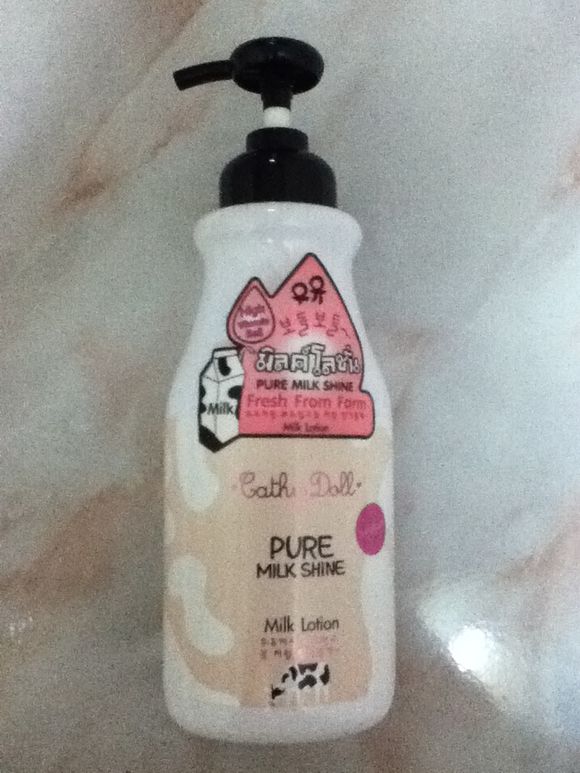 우유
보들보들~
มิลค์โลชั่น
PURE MILK SHINE
Fresh From Farm
Milk Lotion
Milk
Cathy Doll
PURE
MILK SHINE
Milk Lotion